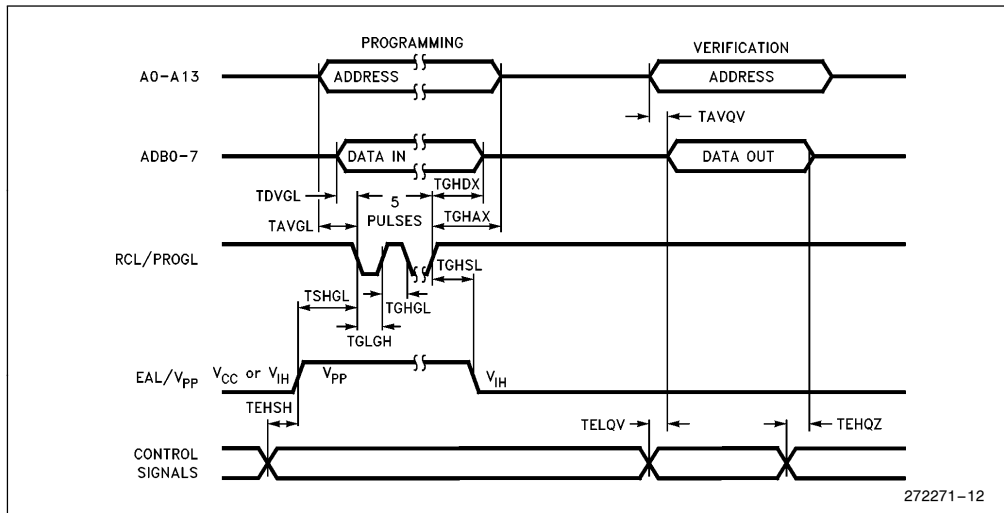 PROGRAMMING
VERIFICATION
A0–A13
ADDRESS
ADDRESS
TAVQV
ADB0–7
DATA IN
DATA OUT
TDVGL
5
PULSES
TGHDX
TAVGL
TGHAX
RCL/PROGL
TGHSL
TSHGL
TGHGL
TGLGH
EAL/VPP
VCC or VIH
VPP
VIH
TEHSH
TELQV
TEHQZ
CONTROL
SIGNALS
272271–12